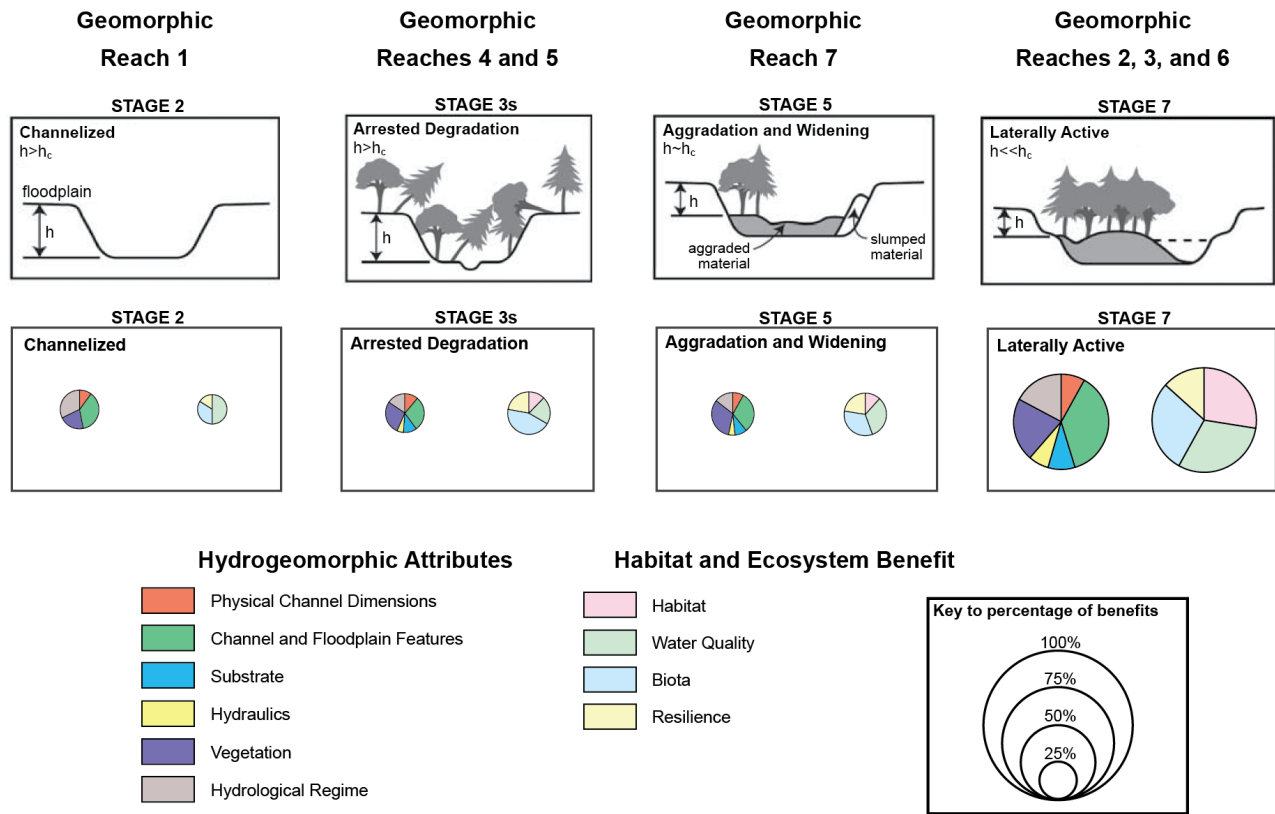 Geomorphic
Reach 1
Geomorphic
Reaches 4 and 5
Geomorphic
Reach 7
Geomorphic
Reaches 2, 3, and 6
STAGE 2
Channelized
h>hc
floodplain
h
STAGE 3s
Arrested Degradation
h>hc
h
STAGE 5
Aggradation and Widening
h~hc
h
aggraded
material
slumped
material
STAGE 7
Laterally Active
h<<hc
h
STAGE 2
Channelized
STAGE 3s
Arrested Degradation
STAGE 5
Aggradation and Widening
STAGE 7
Laterally Active
Hydrogeomorphic Attributes
Physical Channel Dimensions
Channel and Floodplain Features
Substrate
Hydraulics
Vegetation
Hydrological Regime
Habitat and Ecosystem Benefit
Habitat
Water Quality
Biota
Resilience
Key to percentage of benefits
100%
75%
50%
25%